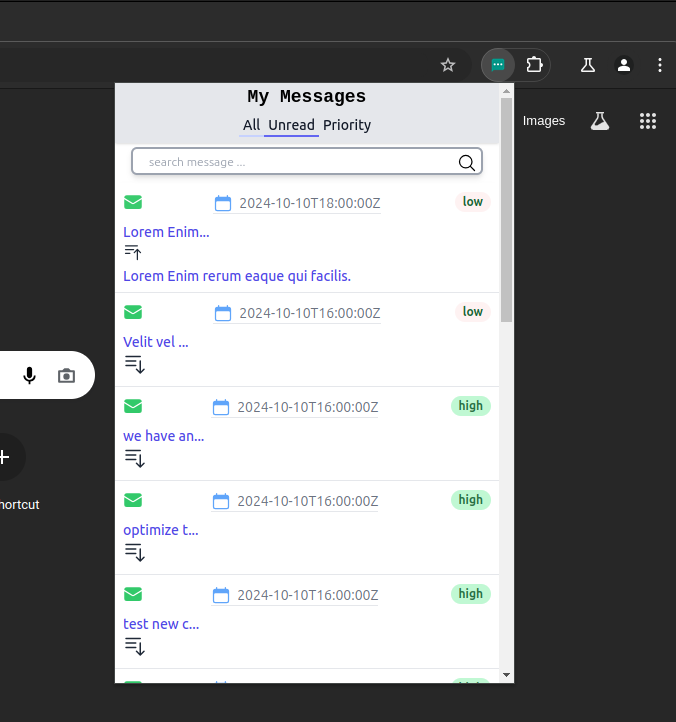 My Messages
All Unread Priority
Images
search message ...
2024-10-10T18:00:00Z low
Lorem Enim...
Lorem Enim rerum eaque qui facilis.
2024-10-10T16:00:00Z low
Velit vel ...
2024-10-10T16:00:00Z high
we have an...
hortcut
2024-10-10T16:00:00Z high
optimize t...
2024-10-10T16:00:00Z high
test new c...